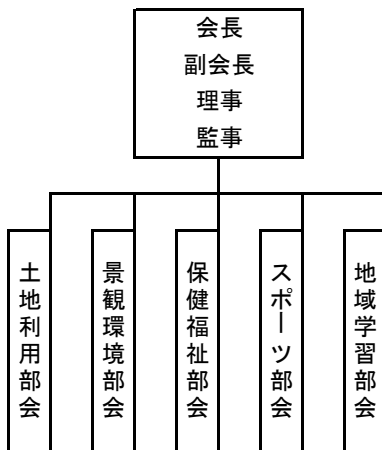 会長
副会長
理事
監事
土地利用部会
景観環境部会
保健福祉部会
スポーツ部会
地域学習部会